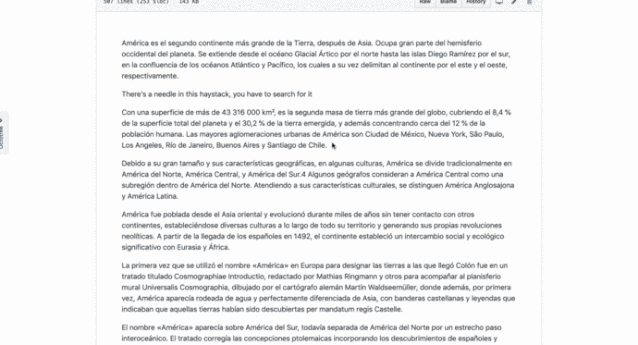 507 lines (253 sloc) 143 KB
Raw Blame History
América es el segundo continente más grande de la Tierra, después de Asia. Ocupa gran parte del hemisferio
occidental del planeta. Se extiende desde el océano Glacial Ártico por el norte hasta las islas Diego Ramírez por el sur,
en la confluencia de los océanos Atlántico y Pacífico, los cuales a su vez delimitan al continente por el este y el oeste,
respectivamente.
There's a needle in this haystack, you have to search for it
Con una superficie de más de 43 316 000 km², es la segunda masa de tierra más grande del globo, cubriendo el 8,4 %
de la superficie total del planeta y el 30,2 % de la tierra emergida, y además concentrando cerca del 12 % de la
población humana. Las mayores aglomeraciones urbanas de América son Ciudad de México, Nueva York, São Paulo,
Los Angeles, Río de Janeiro, Buenos Aires y Santiago de Chile.
Debido a su gran tamaño y sus características geográficas, en algunas culturas, América se divide tradicionalmente en
América del Norte, América Central, y América del Sur.4 Algunos geógrafos consideran a América Central como una
subregión dentro de América del Norte. Atendiendo a sus características culturales, se distinguen América Anglosajona
y América Latina.
América fue poblada desde el Asia oriental y evolucionó durante miles de años sin tener contacto con otros
continentes, estableciéndose diversas culturas a lo largo de todo su territorio y generando sus propias revoluciones
neolíticas. A partir de la llegada de los españoles en 1492, el continente estableció un intercambio social y ecológico
significativo con Eurasia y África.
La primera vez que se utilizó el nombre «América» en Europa para designar las tierras a las que llegó Colón fue en un
tratado titulado Cosmographiae Introductio, redactado por Mathias Ringmann y otros para acompañar al planisferio
mural Universalis Cosmographia, dibujado por el cartógrafo alemán Martín Waldseemüller, donde además, por primera
vez, América aparecía rodeada de agua y perfectamente diferenciada de Asia, con banderas castellanas y leyendas que
indicaban que aquellas tierras habían sido descubiertas per mandatum regis Castelle.
El nombre «América» aparecía sobre América del Sur, todavía separada de América del Norte por un estrecho paso
interoceánico. El tratado corregía las concepciones ptolemaicas incorporando los descubrimientos de españoles y